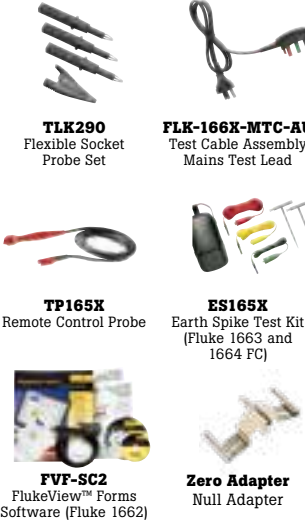 TLK290
Flexible Socket
Probe Set
FLK-166X-MTC-AU
Test Cable Assembly
Mains Test Lead
TP165X
Remote Control Probe
ES165X
Earth Spike Test Kit
(Fluke 1663 and
1664 FC)
FVF-SC2
FlukeView™ Forms
Software (Fluke 1662)
Zero Adapter
Null Adapter